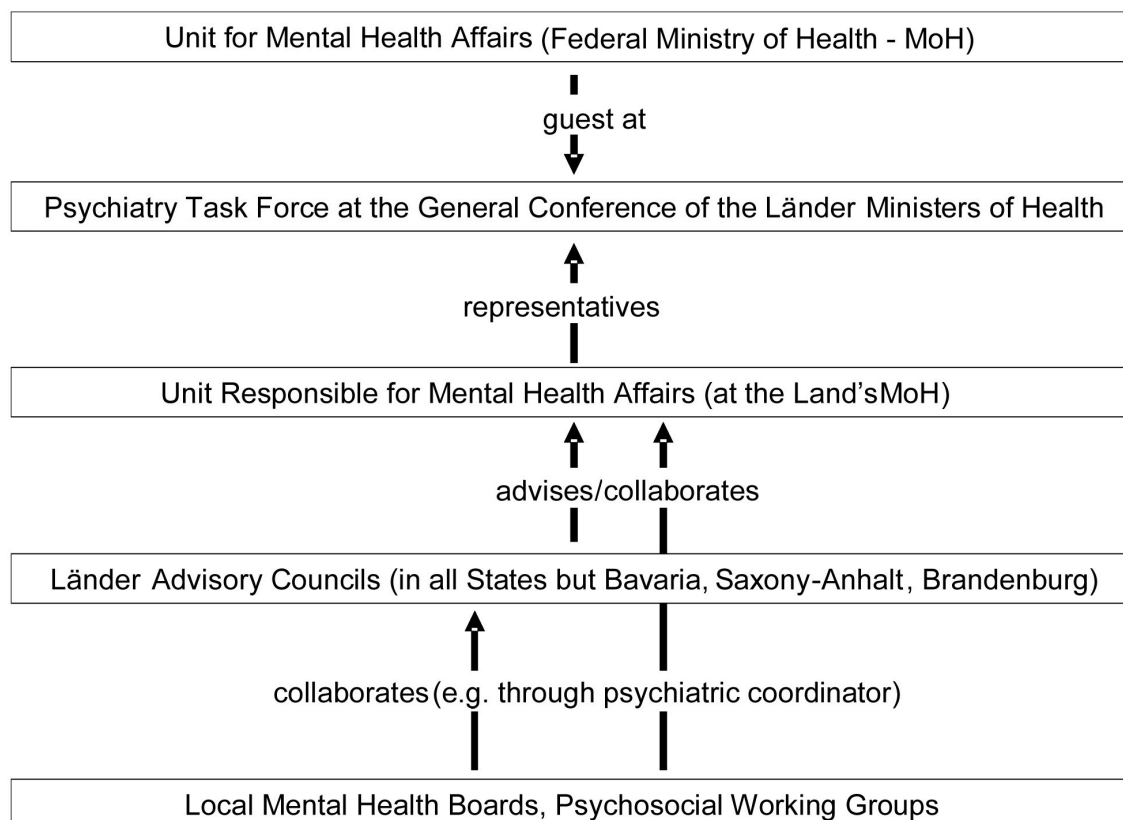 Unit for Mental Health Affairs (Federal Ministry of Health - MoH)
guest at
Psychiatry Task Force at the General Conference of the Länder Ministers of Health
representatives
Unit Responsible for Mental Health Affairs (at the Land'sMoH)
advises/collaborates
Länder Advisory Councils (in all States but Bavaria, Saxony-Anhalt, Brandenburg)
collaborates(e.g. through psychiatric coordinator)
Local Mental Health Boards, Psychosocial Working Groups